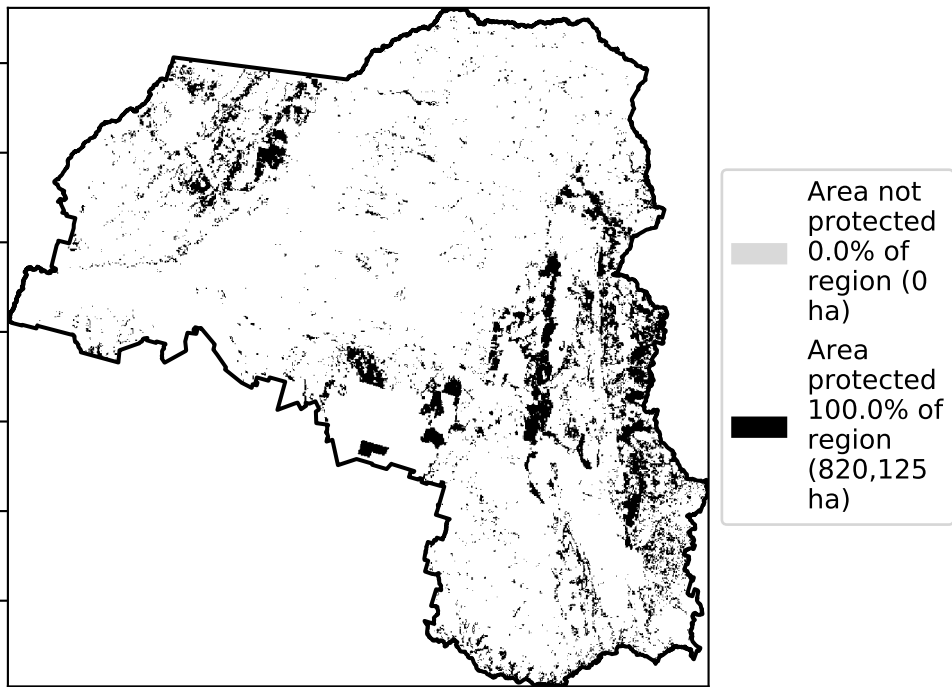 Area not
protected
0.0% of
region (0
ha)
Area
protected
100.0% of
region
(820,125
ha)